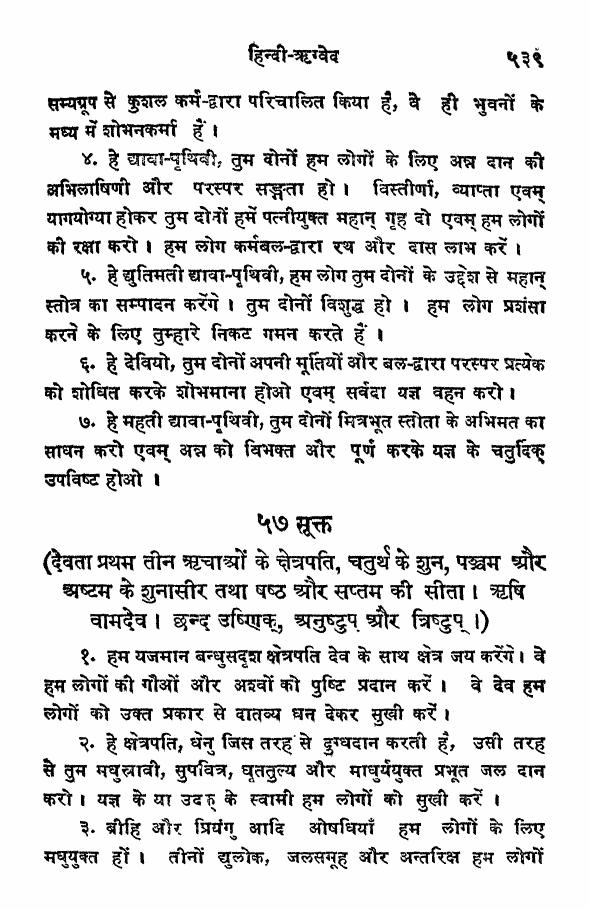 हिन्दी-ऋग्वेद ५३९
सम्यग्रूप से कुशल कर्म-द्वारा परिचालित किया है, वे ही भुवनों के
मध्य में शोभनकर्मा हैं।
४. हे द्यावा-पृथिवी, तुम दोनों हम लोगों के लिए अन्न दान की
अभिलाषिणी और परस्पर सङ्गता हो। विस्तीर्णा, व्याप्ता एवम्
यागयोग्या होकर तुम दोनों हमें पत्नीयुक्त महान् गृह दो एवम् हम लोगों
की रक्षा करो। हम लोग कर्मबल-द्वारा रथ और दास लाभ करें।
५. हे द्युतिमती द्यावा-पृथिवी, हम लोग तुम दोनों के उद्देश से महान्
स्तोत्र का सम्पादन करेंगे। तुम दोनों विशुद्ध हो। हम लोग प्रशंसा
करने के लिए तुम्हारे निकट गमन करते हैं।
६. हे देवियो, तुम दोनों अपनी मूर्तियों और बल-द्वारा परस्पर प्रत्येक
को शोधित करके शोभमाना होओ एवम् सर्वदा यज्ञ वहन करो।
७. हे महती द्यावा-पृथिवी, तुम दोनों मित्रभूत स्तोता के अभिमत का
साधन करो एवम् अन्न को विभक्त और पूर्ण करके यज्ञ के चतुर्दिक्
उपविष्ट होओ।
५७ सूक्त
(देवता प्रथम तीन ऋचाओं के क्षेत्रपति, चतुर्थ के शुन, पञ्चम और
अष्टम के शुनासीर तथा षष्ठ और सप्तम की सीता। ऋषि
वामदेव। छन्द उष्णिक्, अनुष्टुप् और त्रिष्टुप्।)
१. हम यजमान बन्धुसदृश क्षेत्रपति देव के साथ क्षेत्र जय करेंगे। वे
हम लोगों की गौओं और अश्वों को पुष्टि प्रदान करें। वे देव हम
लोगों को उक्त प्रकार से दातव्य धन देकर सुखी करें।
२. हे क्षेत्रपति, धेनु जिस तरह से दुग्धदान करती है, उसी तरह
से तुम मधुस्रावी, सुपवित्र, घृततुल्य और माधुर्ययुक्त प्रभूत जल दान
करो। यज्ञ के या के स्वामी हम लोगों को सुखी करें।
३. व्रीहि और प्रियंगु आदि ओषधियाँ हम लोगों के लिए
मधुयुक्त हों। तीनों द्युलोक, जलसमूह और अन्तरिक्ष हम लोगों